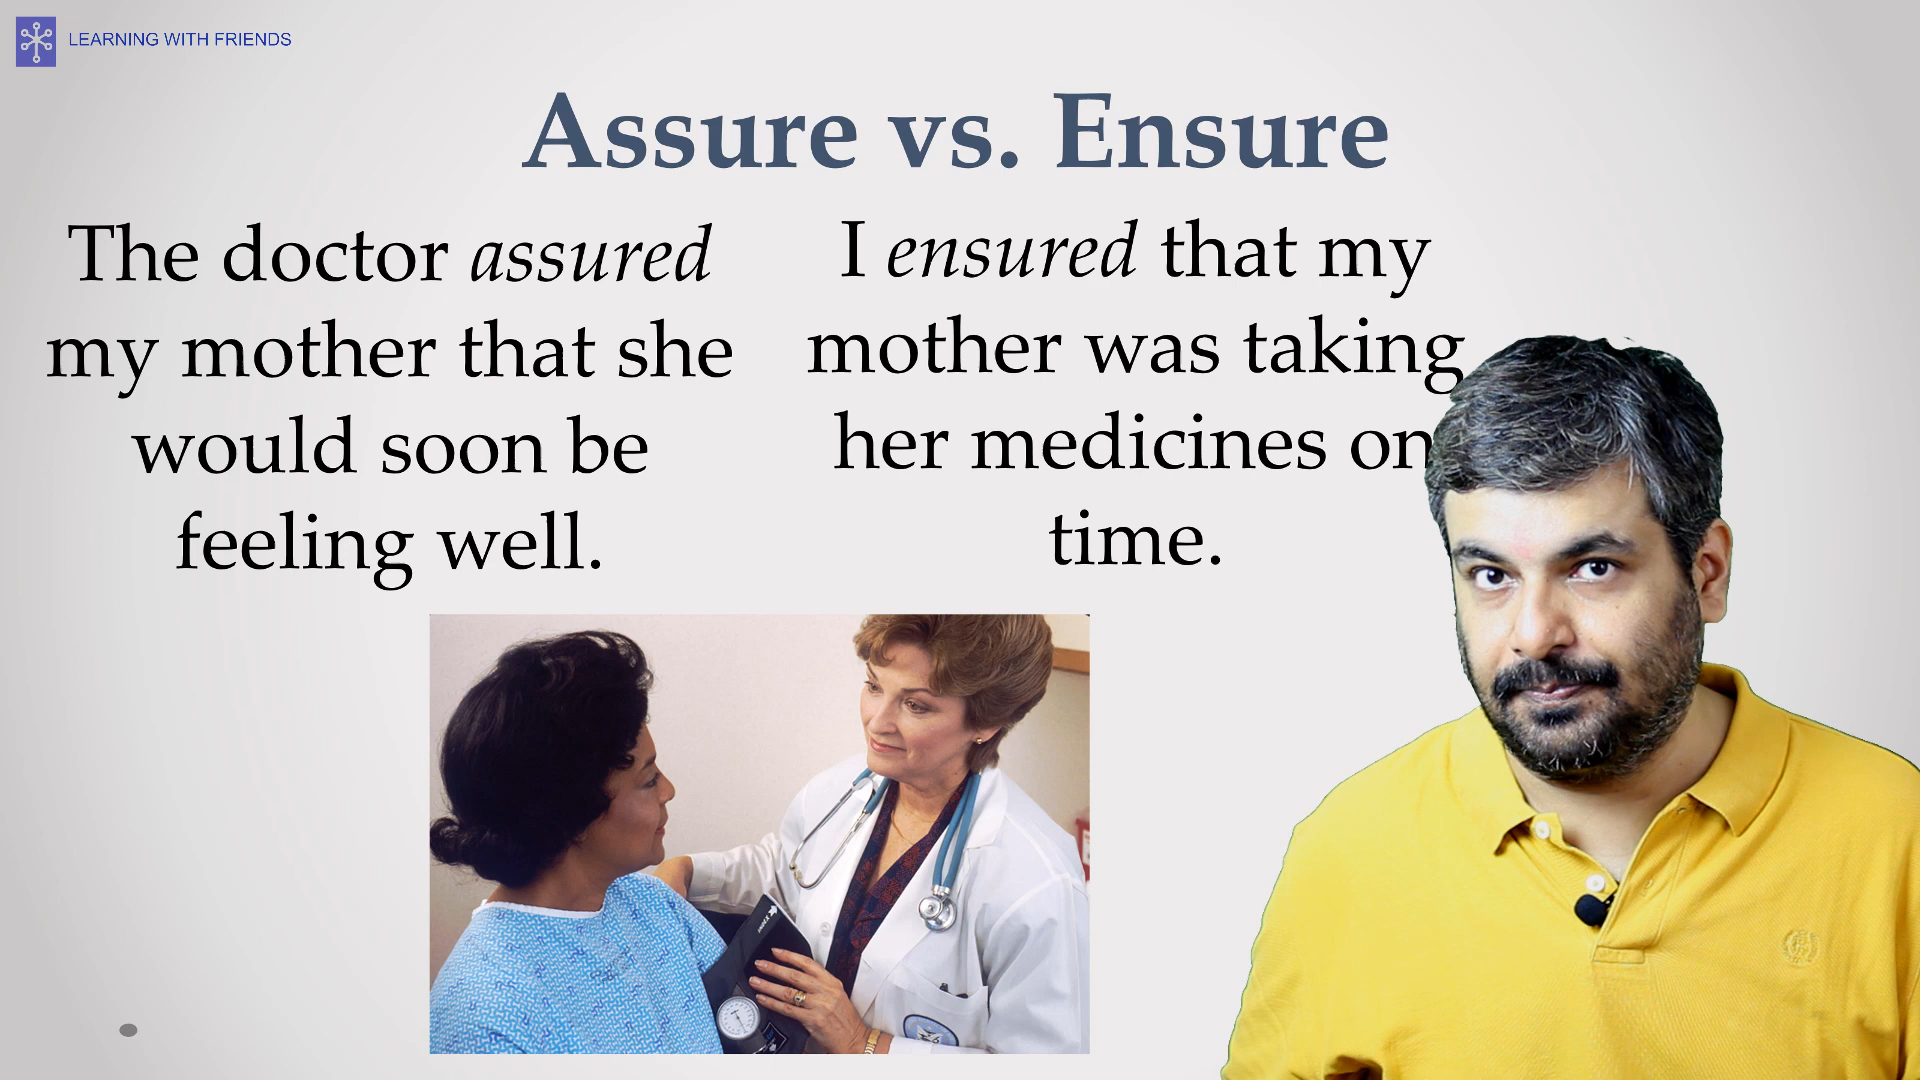 LEARNING WITH FRIENDS
Assure vs. Ensure
The doctor assured
my mother that she
would soon be
feeling well.
I ensured that my
mother was taking
her medicines on
time.
INDEX